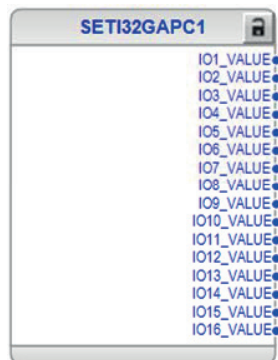 SETI32GAPC1
IO1_VALUE
IO2_VALUE
IO3_VALUE
IO4_VALUE
IO5_VALUE
IO6_VALUE
IO7_VALUE
IO8_VALUE
IO9_VALUE
IO10_VALUE
IO11_VALUE
IO12_VALUE
IO13_VALUE
IO14_VALUE
IO15_VALUE
IO16_VALUE